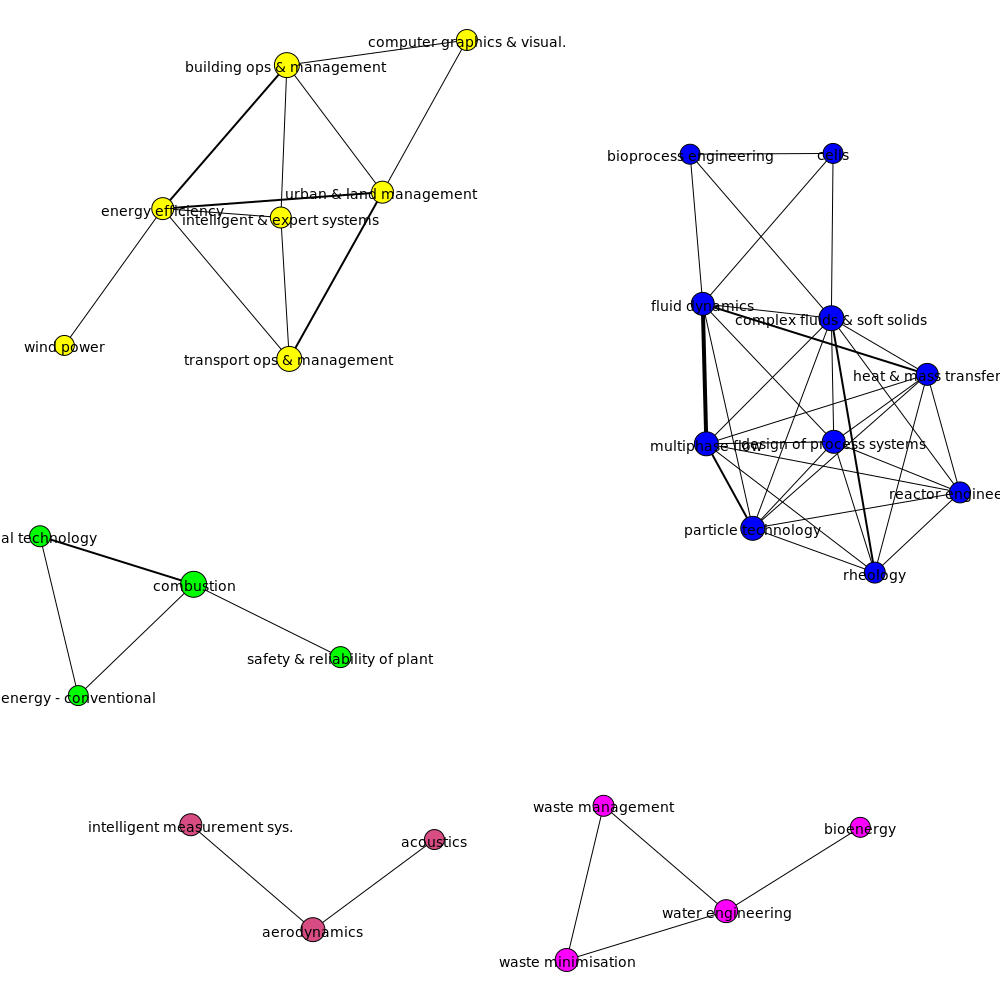 computer graphics & visual.
building ops & management
bioprocess engineering
cells
urban & land management
energy efficiency
intelligent & expert systems
fluid dynamics
complex fluids & soft solids
wind power
transport ops & management
heat & mass transfer
multiphase flow
design of process systems
reactor enginee
particle technology
al technology
rheology
combustion
safety & reliability of plant
energy - conventional
waste management
intelligent measurement sys.
bioenergy
acoustics
water engineering
aerodynamics
waste minimisation